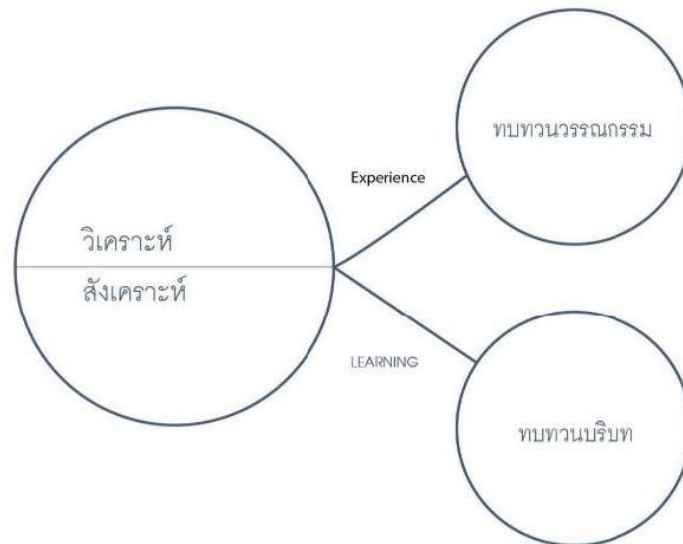 ทบทวนวรรณกรรม
Experience
วิเคราะห์
สังเคราะห์
LEARNING
ทบทวนบริบท